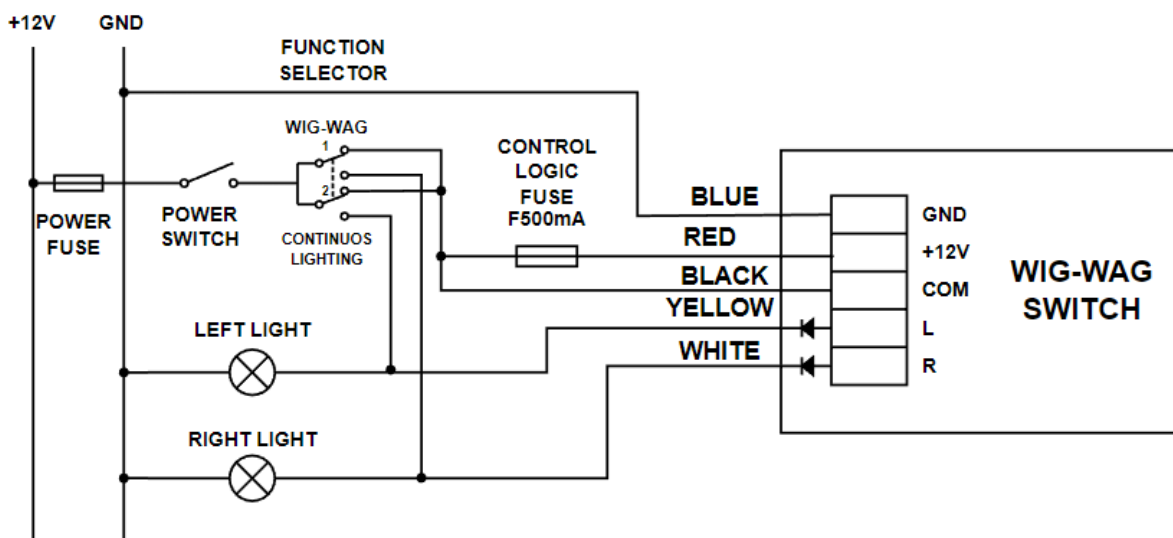 +12V
GND
FUNCTION
SELECTOR
WIG-WAG
1
2
CONTINUOS
LIGHTING
POWER
FUSE
POWER
SWITCH
CONTROL
LOGIC
FUSE
F500mA
BLUE
RED
BLACK
YELLOW
WHITE
GND
+12V
COM
L
R
WIG-WAG
SWITCH
LEFT LIGHT
RIGHT LIGHT